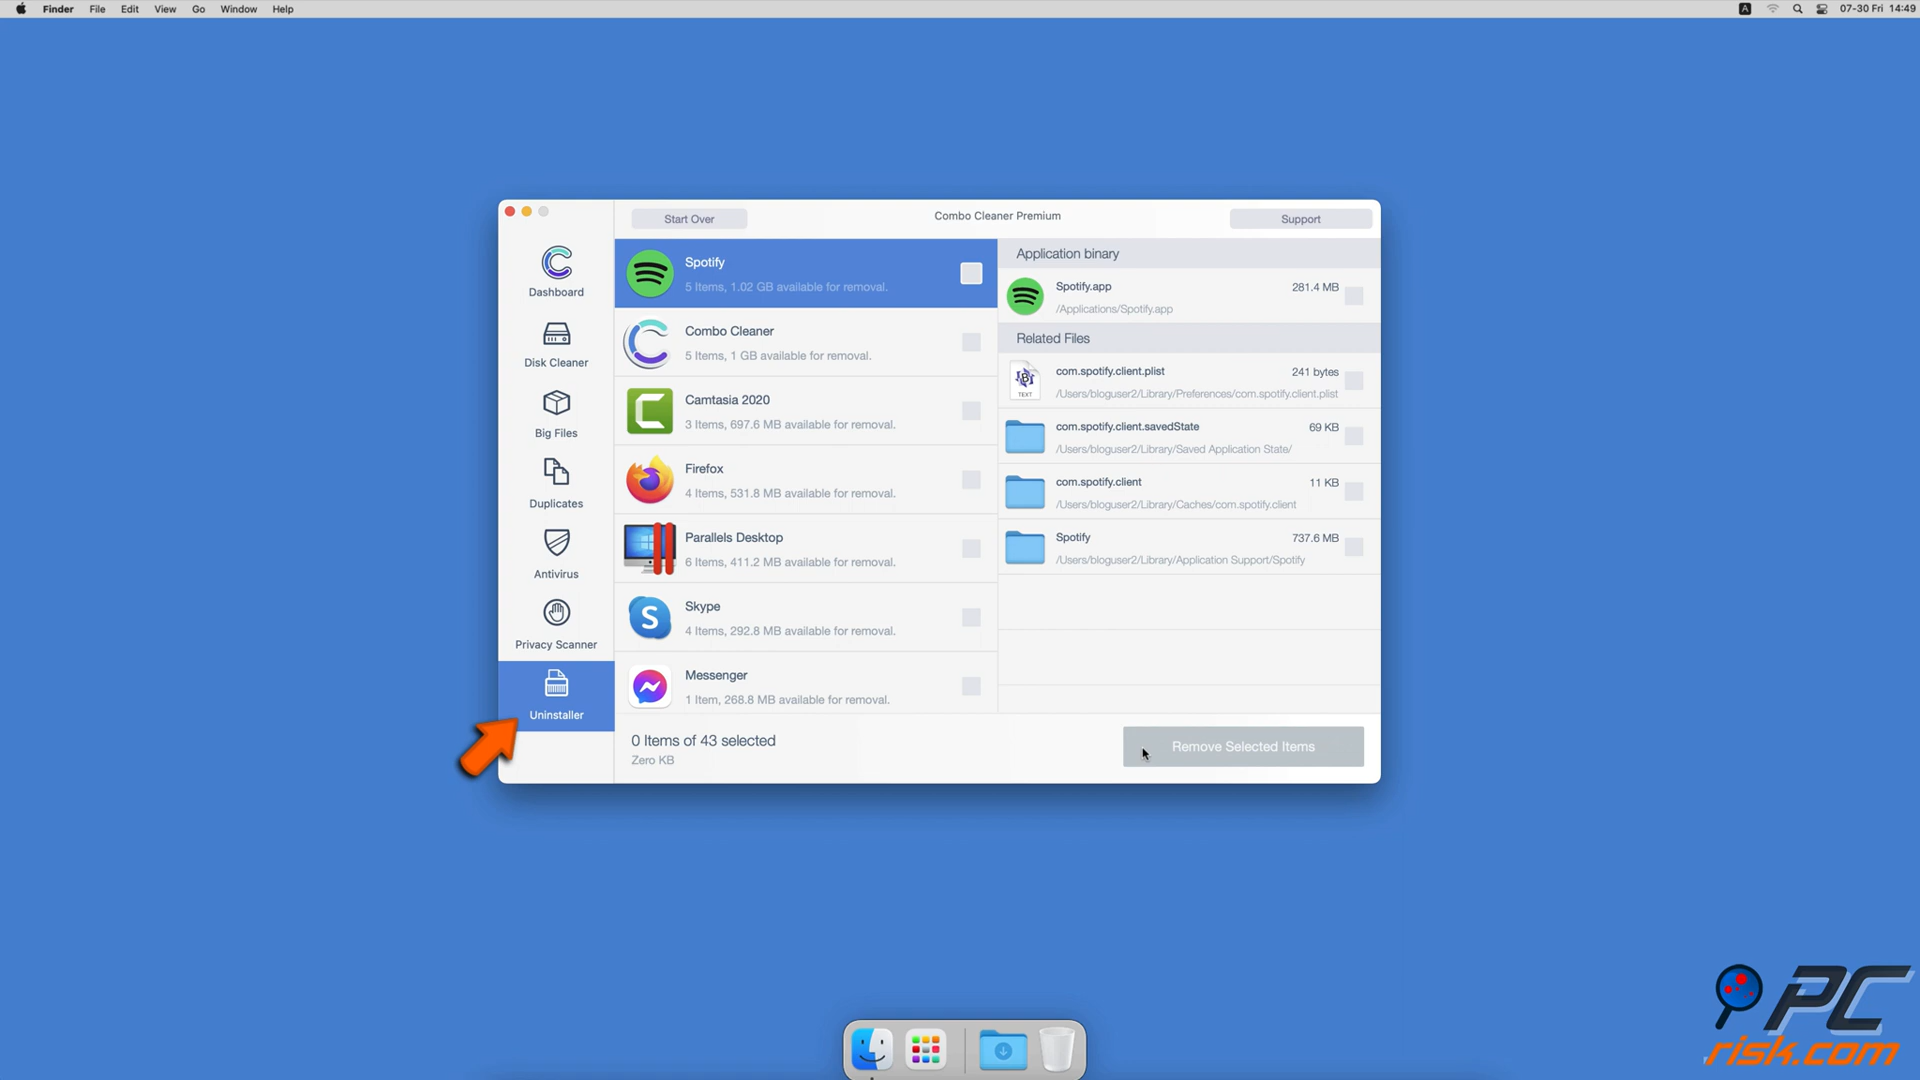 Finder File Edit View Go Window Help
A 07-30 Fri 14:49
Start Over
Combo Cleaner Premium
Support
Dashboard
Disk Cleaner
Big Files
Duplicates
Antivirus
Privacy Scanner
Uninstaller
Spotify
5 Items, 1.02 GB available for removal.
Combo Cleaner
5 Items, 1 GB available for removal.
Camtasia 2020
3 Items, 697.6 MB available for removal.
Firefox
4 Items, 531.8 MB available for removal.
Parallels Desktop
6 Items, 411.2 MB available for removal.
Skype
4 Items, 292.8 MB available for removal.
Messenger
1 Item, 268.8 MB available for removal.
Application binary
Spotify.app 281.4 MB
/Applications/Spotify.app
Related Files
com.spotify.client.plist 241 bytes
TEXT
/Users/bloguser2/Library/Preferences/com.spotify.client.plist
com.spotify.client.savedState 69 KB
/Users/bloguser2/Library/Saved Application State/
com.spotify.client 11 KB
/Users/bloguser2/Library/Caches/com.spotify.client
Spotify 737.6 MB
/Users/bloguser2/Library/Application Support/Spotify
0 Items of 43 selected
Zero KB
Remove Selected Items
PC
risk.com